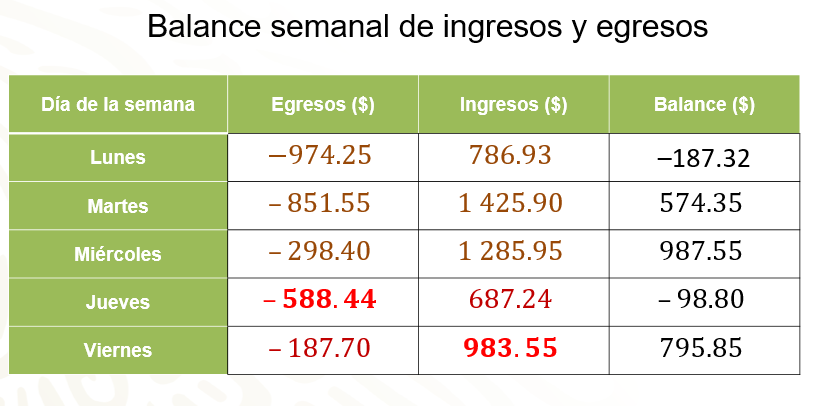 Balance semanal de ingresos y egresos
Día de la semana Egresos ($) Ingresos ($) Balance ($)
Lunes −974.25 786.93 –187.32
Martes – 851.55 1 425.90 574.35
Miércoles – 298.40 1 285.95 987.55
Jueves – 588.44 687.24 – 98.80
Viernes – 187.70 983.55 795.85